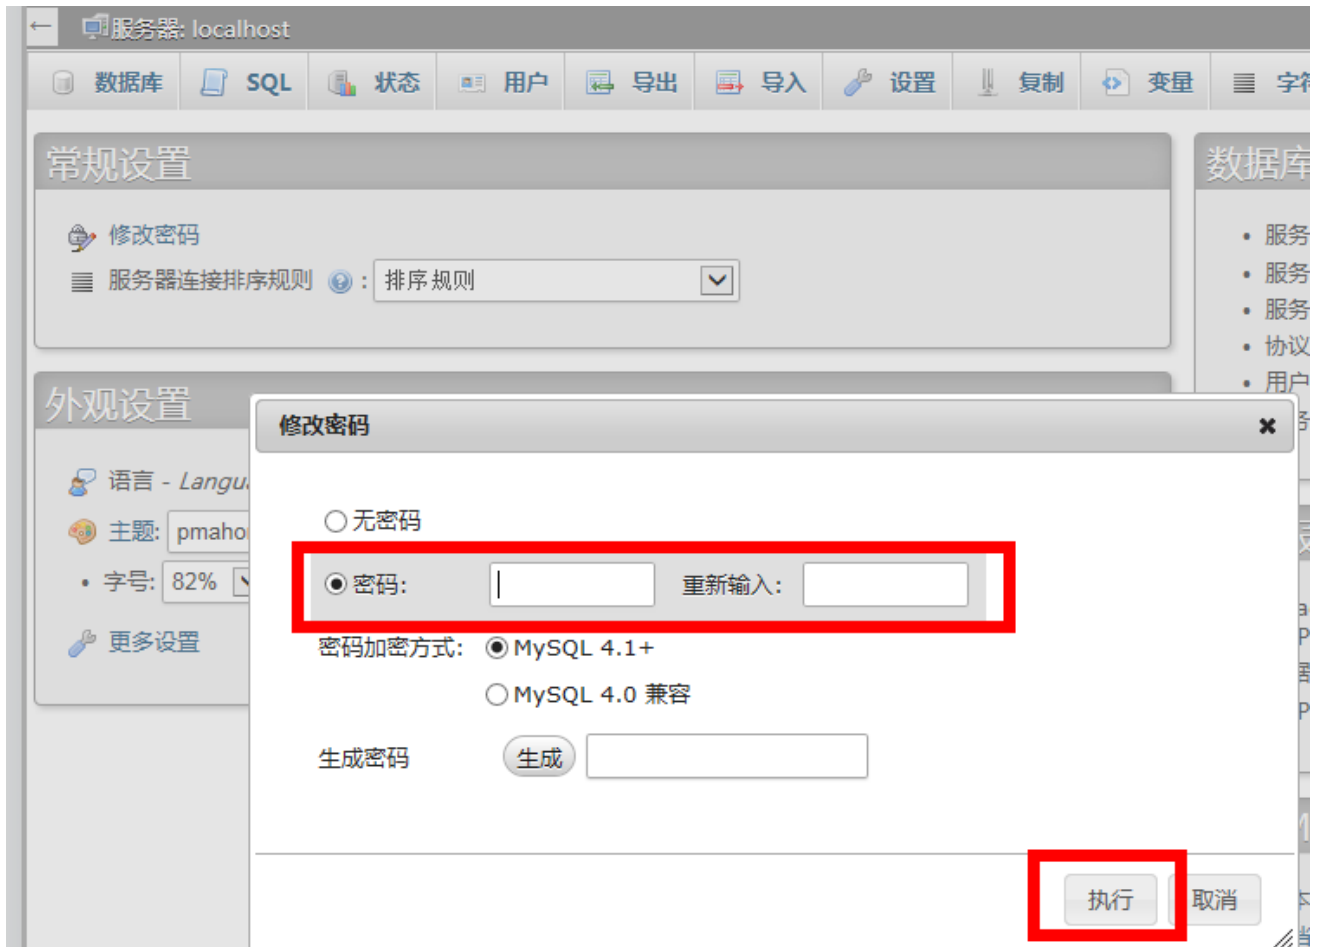 服务器: localhost
数据库 SQL 状态 用户 导出 导入 设置 复制 变量
常规设置
数据库
修改密码
服务器连接排序规则 : 排序规则
• 服务
• 服务
• 服务
• 协议
• 用户
外观设置
修改密码
语言 - Langu
主题: pmaho
• 字号: 82%
更多设置
无密码
密码: 重新输入:
密码加密方式: MySQL 4.1+
MySQL 4.0 兼容
生成密码 生成
执行 取消